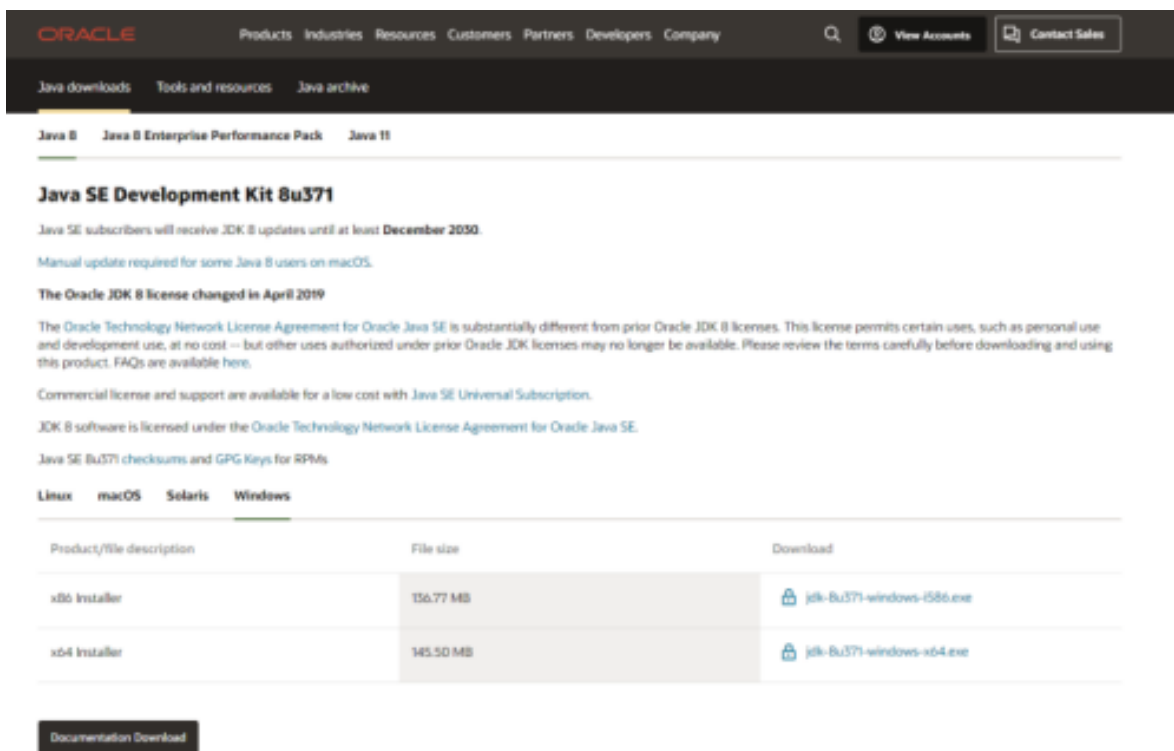 ORACLE Products Industries Resources Customers Partners Developers Company View Accounts Contact Sales
Java downloads Tools and resources Java archive
Java 8 Java 8 Enterprise Performance Pack Java 11
Java SE Development Kit 8u371
Java SE subscribers will receive JDK 8 updates until at least December 2030.
Manual update required for some Java 8 users on macOS.
The Oracle JDK 8 license changed in April 2019
The Oracle Technology Network License Agreement for Oracle Java SE is substantially different from prior Oracle JDK 8 licenses. This license permits certain uses, such as personal use
and development use, at no cost -- but other uses authorized under prior Oracle JDK licenses may no longer be available. Please review the terms carefully before downloading and using
this product. FAQs are available here.
Commercial license and support are available for a low cost with Java SE Universal Subscription.
JDK 8 software is licensed under the Oracle Technology Network License Agreement for Oracle Java SE.
Java SE 8u371 checksums and GPG Keys for RPMs
Linux macOS Solaris Windows
Product/file description File size Download
x86 Installer 136.77 MB jdk-8u371-windows-i586.exe
x64 Installer 145.50 MB jdk-8u371-windows-x64.exe
Documentation Download